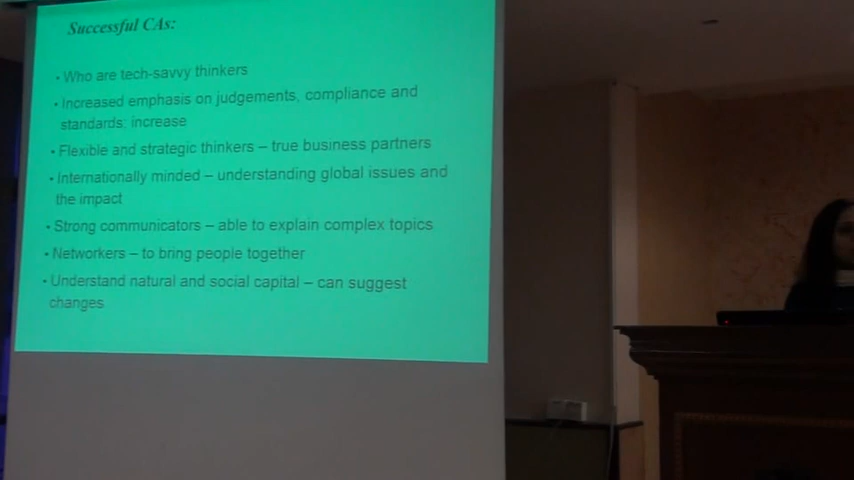 Successful CAs:
• Who are tech-savvy thinkers
• Increased emphasis on judgements, compliance and
standards: increase
• Flexible and strategic thinkers – true business partners
• Internationally minded – understanding global issues and
the impact
• Strong communicators – able to explain complex topics
• Networkers – to bring people together
• Understand natural and social capital – can suggest
changes.